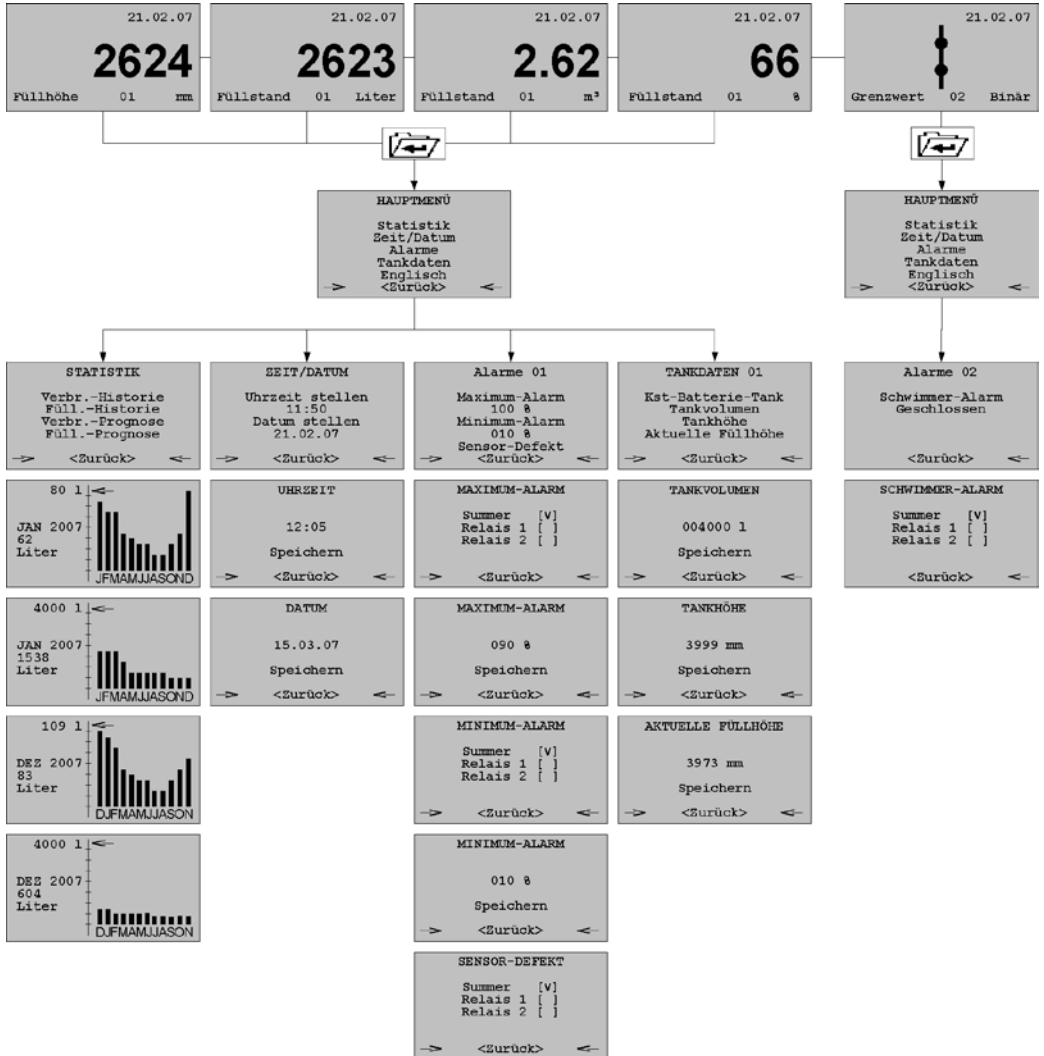 21.02.07
2624
Füllhöhe 01 mm
21.02.07
2623
Füllstand 01 Liter
21.02.07
2.62
Füllstand 01 m³
21.02.07
66
Füllstand 01 %
21.02.07
Grenzwert 02 Binär
HAUPTMENÜ
Statistik
Zeit/Datum
Alarme
Tankdaten
Englisch
<Zurück>
HAUPTMENÜ
Statistik
Zeit/Datum
Alarme
Tankdaten
Englisch
<Zurück>
STATISTIK
Verbr.-Historie
Füll.-Historie
Verbr.-Prognose
Füll.-Prognose
<Zurück>
ZEIT/DATUM
Uhrzeit stellen
11:50
Datum stellen
21.02.07
<Zurück>
Alarme 01
Maximum-Alarm
100 %
Minimum-Alarm
010 %
Sensor-Defekt
<Zurück>
TANKDATEN 01
Kst-Batterie-Tank
Tankvolumen
Tankhöhe
Aktuelle Füllhöhe
<Zurück>
Alarme 02
Schwimmer-Alarm
Geschlossen
<Zurück>
80 l
JAN 2007
62
Liter
JFMAMJJASOND
UHRZEIT
12:05
Speichern
<Zurück>
MAXIMUM-ALARM
Summer [V]
Relais 1 [ ]
Relais 2 [ ]
<Zurück>
TANKVOLUMEN
004000 l
Speichern
<Zurück>
SCHWIMMER-ALARM
Summer [V]
Relais 1 [ ]
Relais 2 [ ]
<Zurück>
4000 l
JAN 2007
1538
Liter
JFMAMJJASOND
DATUM
15.03.07
Speichern
<Zurück>
MAXIMUM-ALARM
090 %
Speichern
<Zurück>
TANKHÖHE
3999 mm
Speichern
<Zurück>
109 l
DEZ 2007
83
Liter
DJFMAMJJASON
MINIMUM-ALARM
Summer [V]
Relais 1 [ ]
Relais 2 [ ]
<Zurück>
AKTUELLE FÜLLHÖHE
3973 mm
Speichern
<Zurück>
4000 l
DEZ 2007
604
Liter
DJFMAMJJASON
MINIMUM-ALARM
010 %
Speichern
<Zurück>
SENSOR-DEFEKT
Summer [V]
Relais 1 [ ]
Relais 2 [ ]
<Zurück>